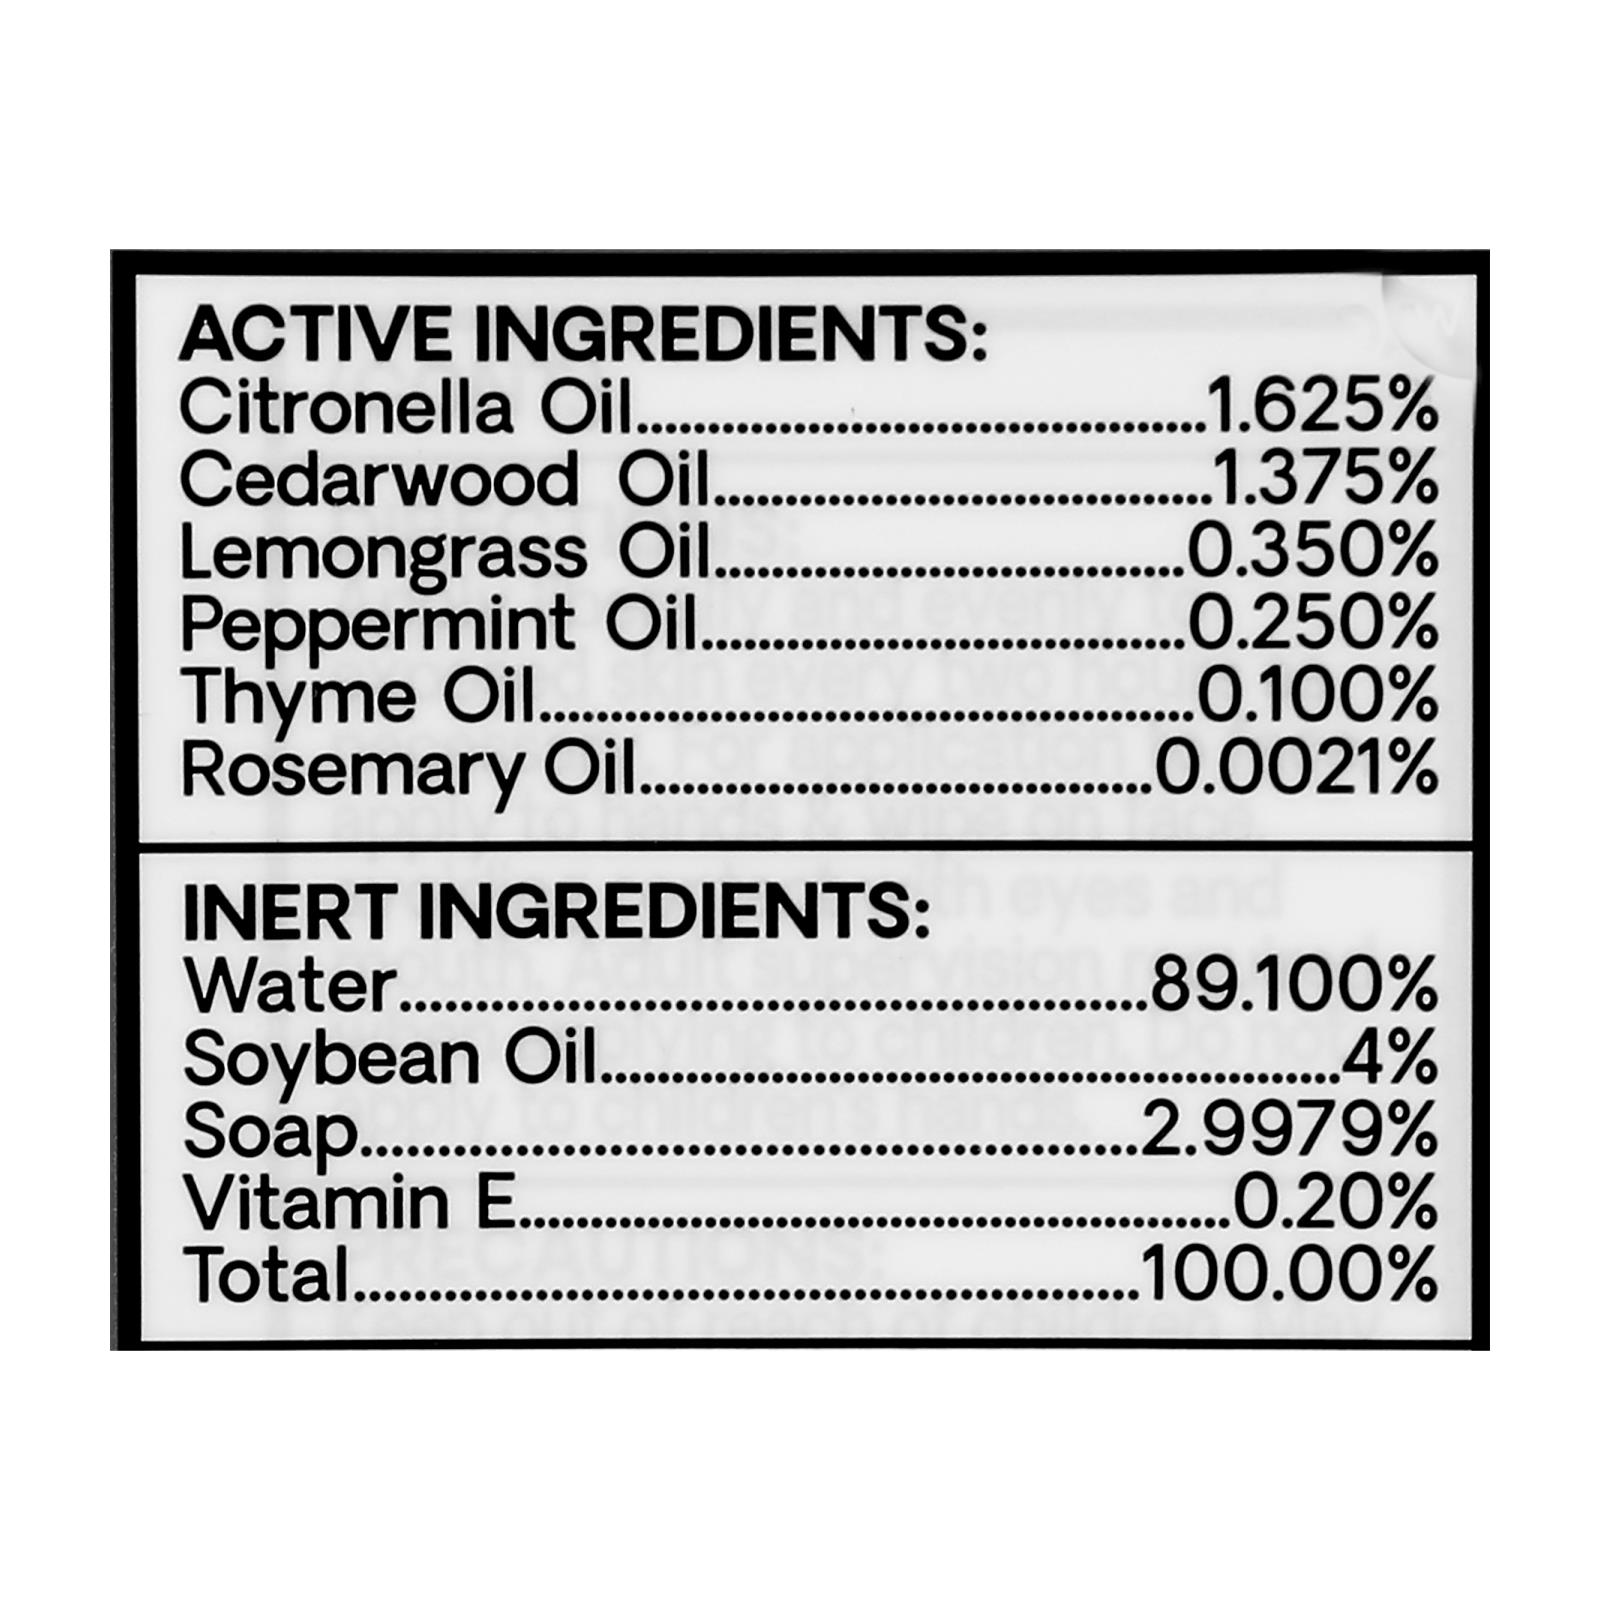 ACTIVE INGREDIENTS:
Citronella Oil........................................1.625%
Cedarwood Oil...................................1.375%
Lemongrass Oil.................................0.350%
Peppermint Oil..................................0.250%
Thyme Oil..............................................0.100%
Rosemary Oil....................................0.0021%
INERT INGREDIENTS:
Water....................................................89.100%
Soybean Oil....................................................4%
Soap......................................................2.9979%
Vitamin E..................................................0.20%
Total.......................................................100.00%